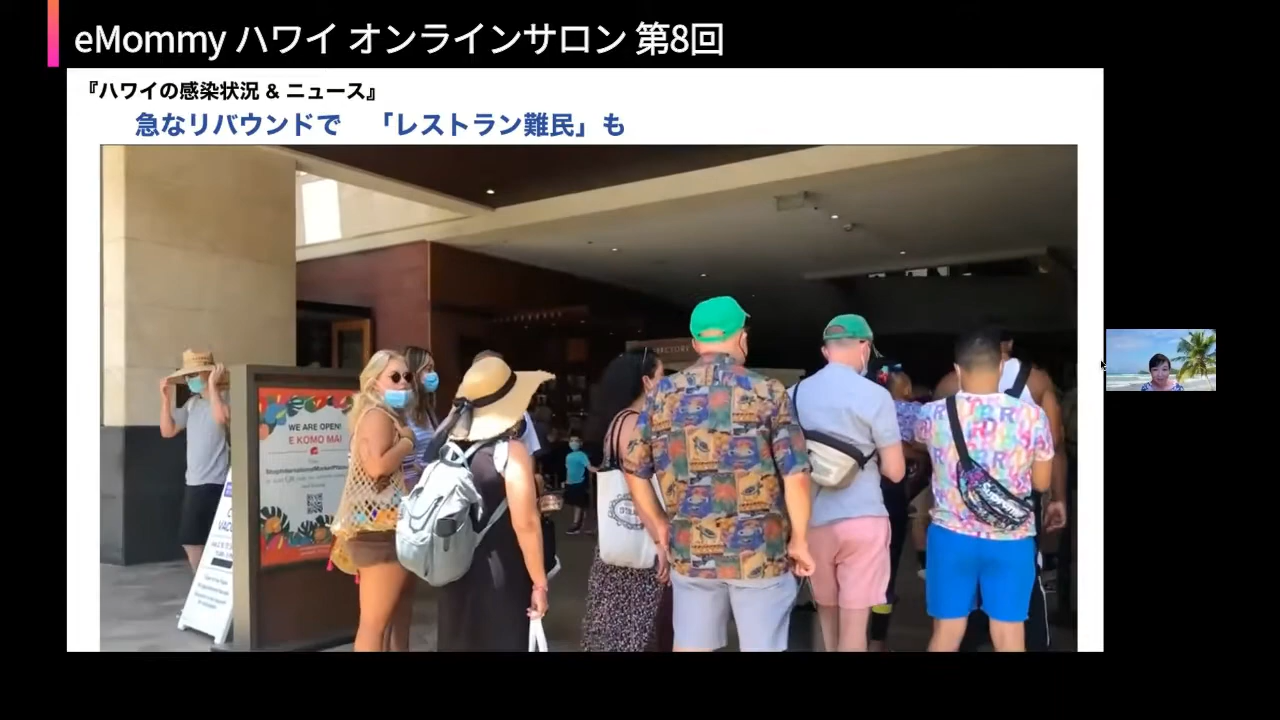 eMommy ハワイ オンラインサロン 第8回
『ハワイの感染状況 & ニュース』
急なリバウンドで 「レストラン難民」も
WE ARE OPEN!
E KOMO MAI